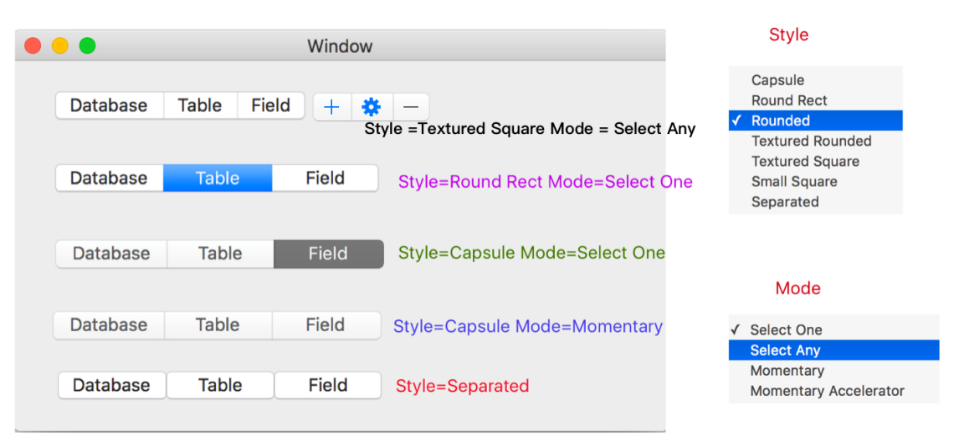 Window
Database Table Field + —
Style =Textured Square Mode = Select Any
Database Table Field
Style=Round Rect Mode=Select One
Database Table Field
Style=Capsule Mode=Select One
Database Table Field
Style=Capsule Mode=Momentary
Database Table Field
Style=Separated
Style
Capsule
Round Rect
✓ Rounded
Textured Rounded
Textured Square
Small Square
Separated
Mode
✓ Select One
Select Any
Momentary
Momentary Accelerator